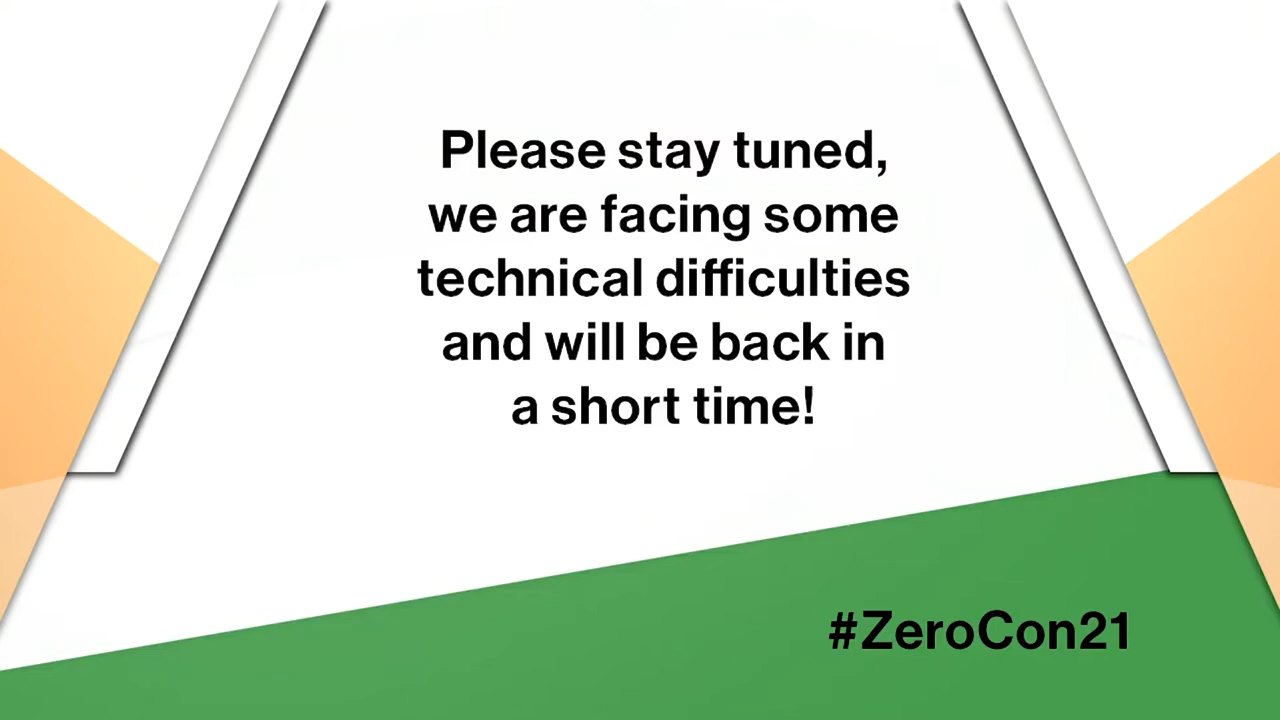 Please stay tuned,
we are facing some
technical difficulties
and will be back in
a short time!
#ZeroCon21